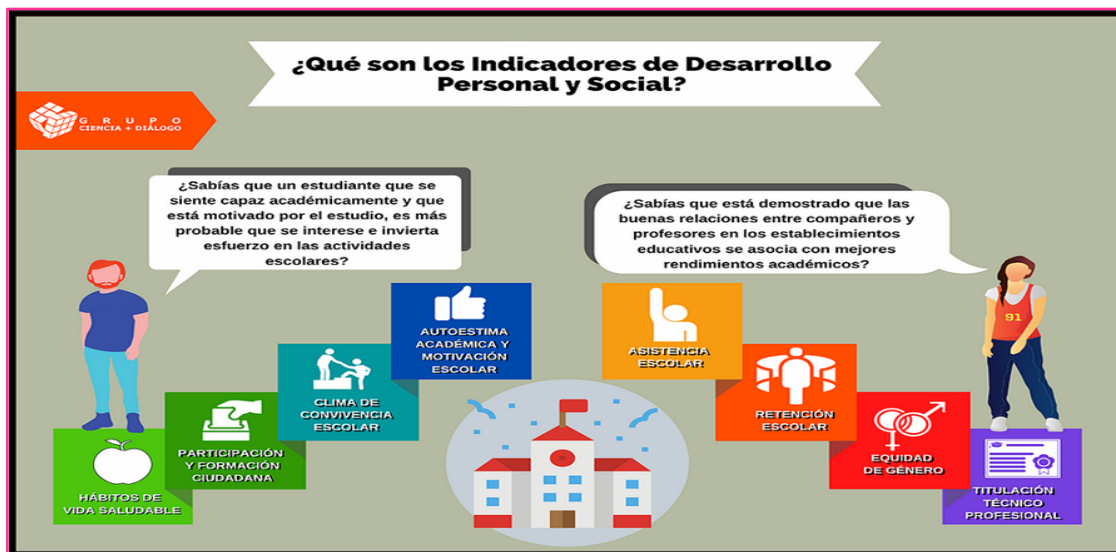 ¿Qué son los Indicadores de Desarrollo
Personal y Social?
GRUPO
CIENCIA + DIÁLOGO
¿Sabías que un estudiante que se
siente capaz académicamente y que
está motivado por el estudio, es más
probable que se interese e invierta
esfuerzo en las actividades
escolares?
¿Sabías que está demostrado que las
buenas relaciones entre compañeros y
profesores en los establecimientos
educativos se asocia con mejores
rendimientos académicos?
91
AUTOESTIMA
ACADÉMICA Y
MOTIVACIÓN
ESCOLAR
ASISTENCIA
ESCOLAR
CLIMA DE
CONVIVENCIA
ESCOLAR
RETENCIÓN
ESCOLAR
PARTICIPACIÓN
Y FORMACIÓN
CIUDADANA
EQUIDAD
DE GÉNERO
HÁBITOS DE
VIDA SALUDABLE
TITULACIÓN
TÉCNICO
PROFESIONAL